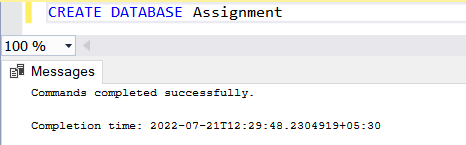 CREATE DATABASE Assignment
100 %
Messages
Commands completed successfully.
Completion time: 2022-07-21T12:29:48.2304919+05:30